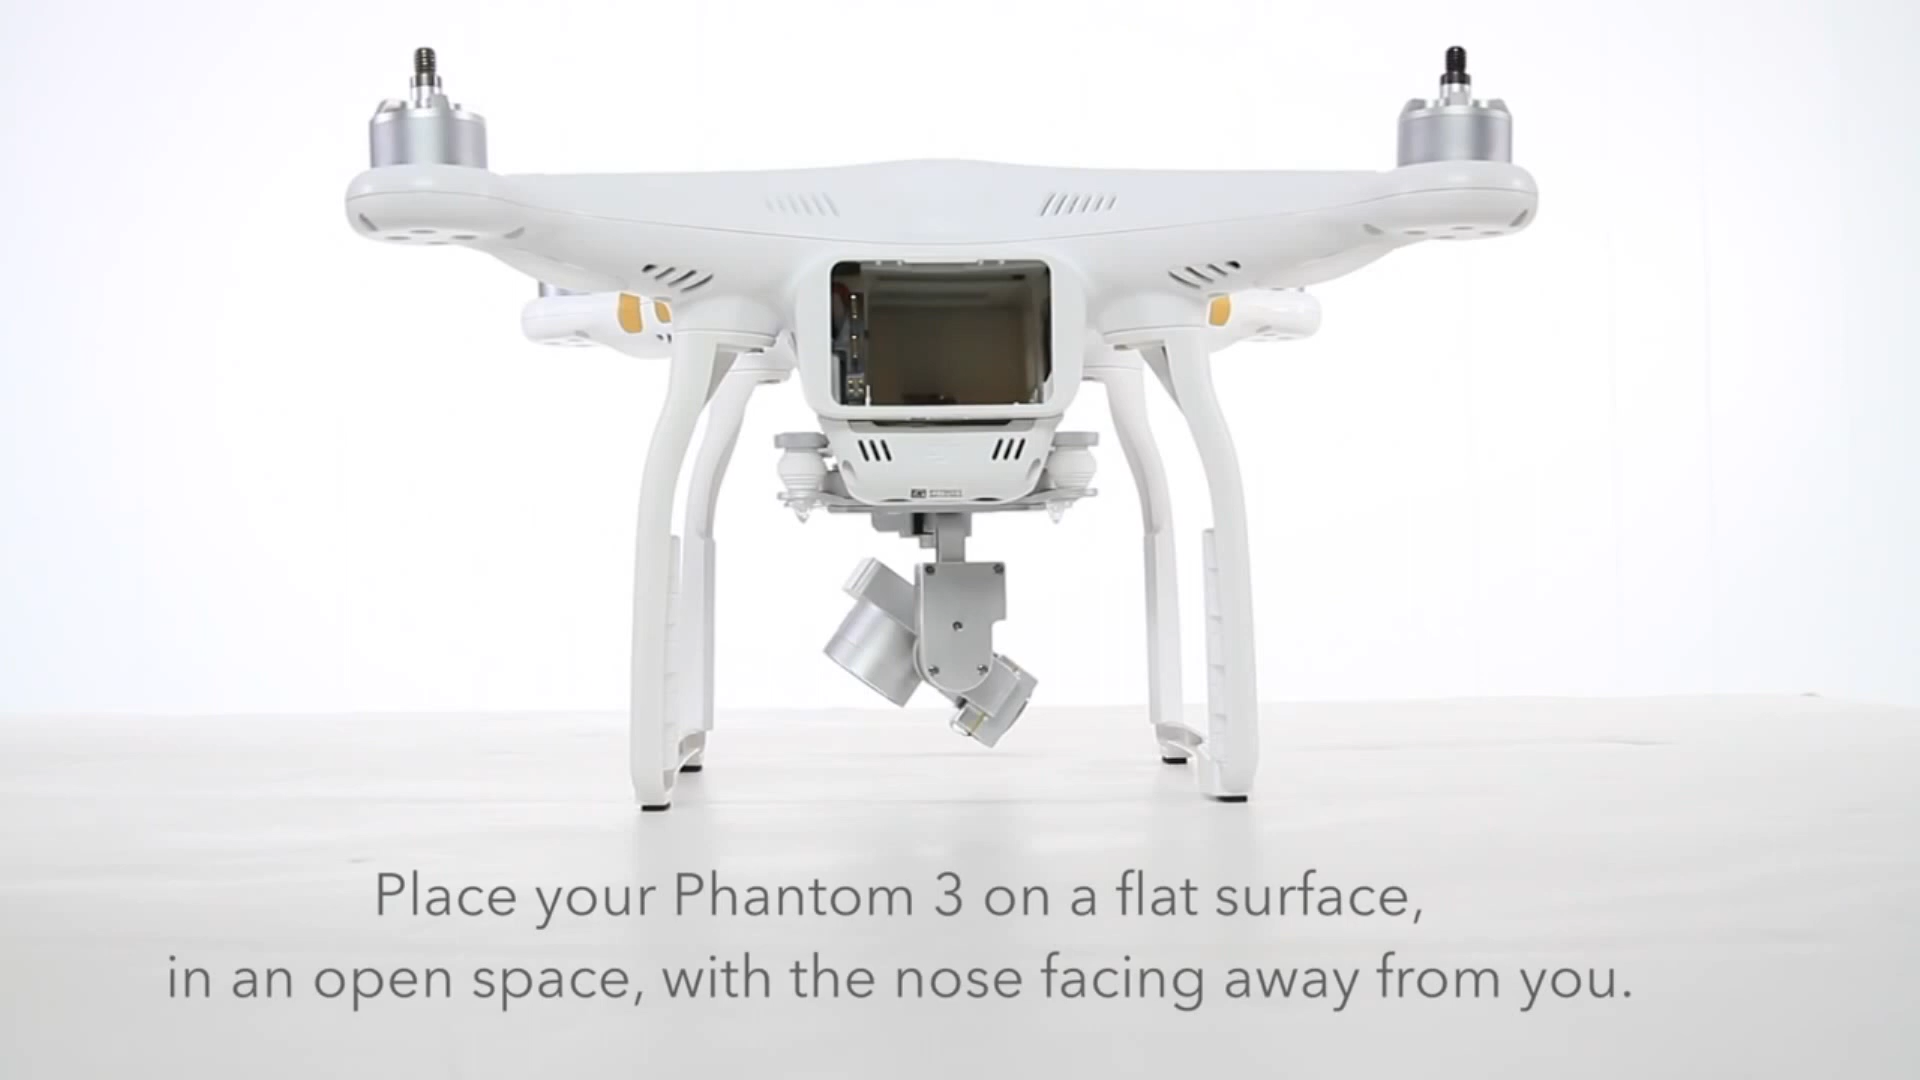 Place your Phantom 3 on a flat surface,
in an open space, with the nose facing away from you.